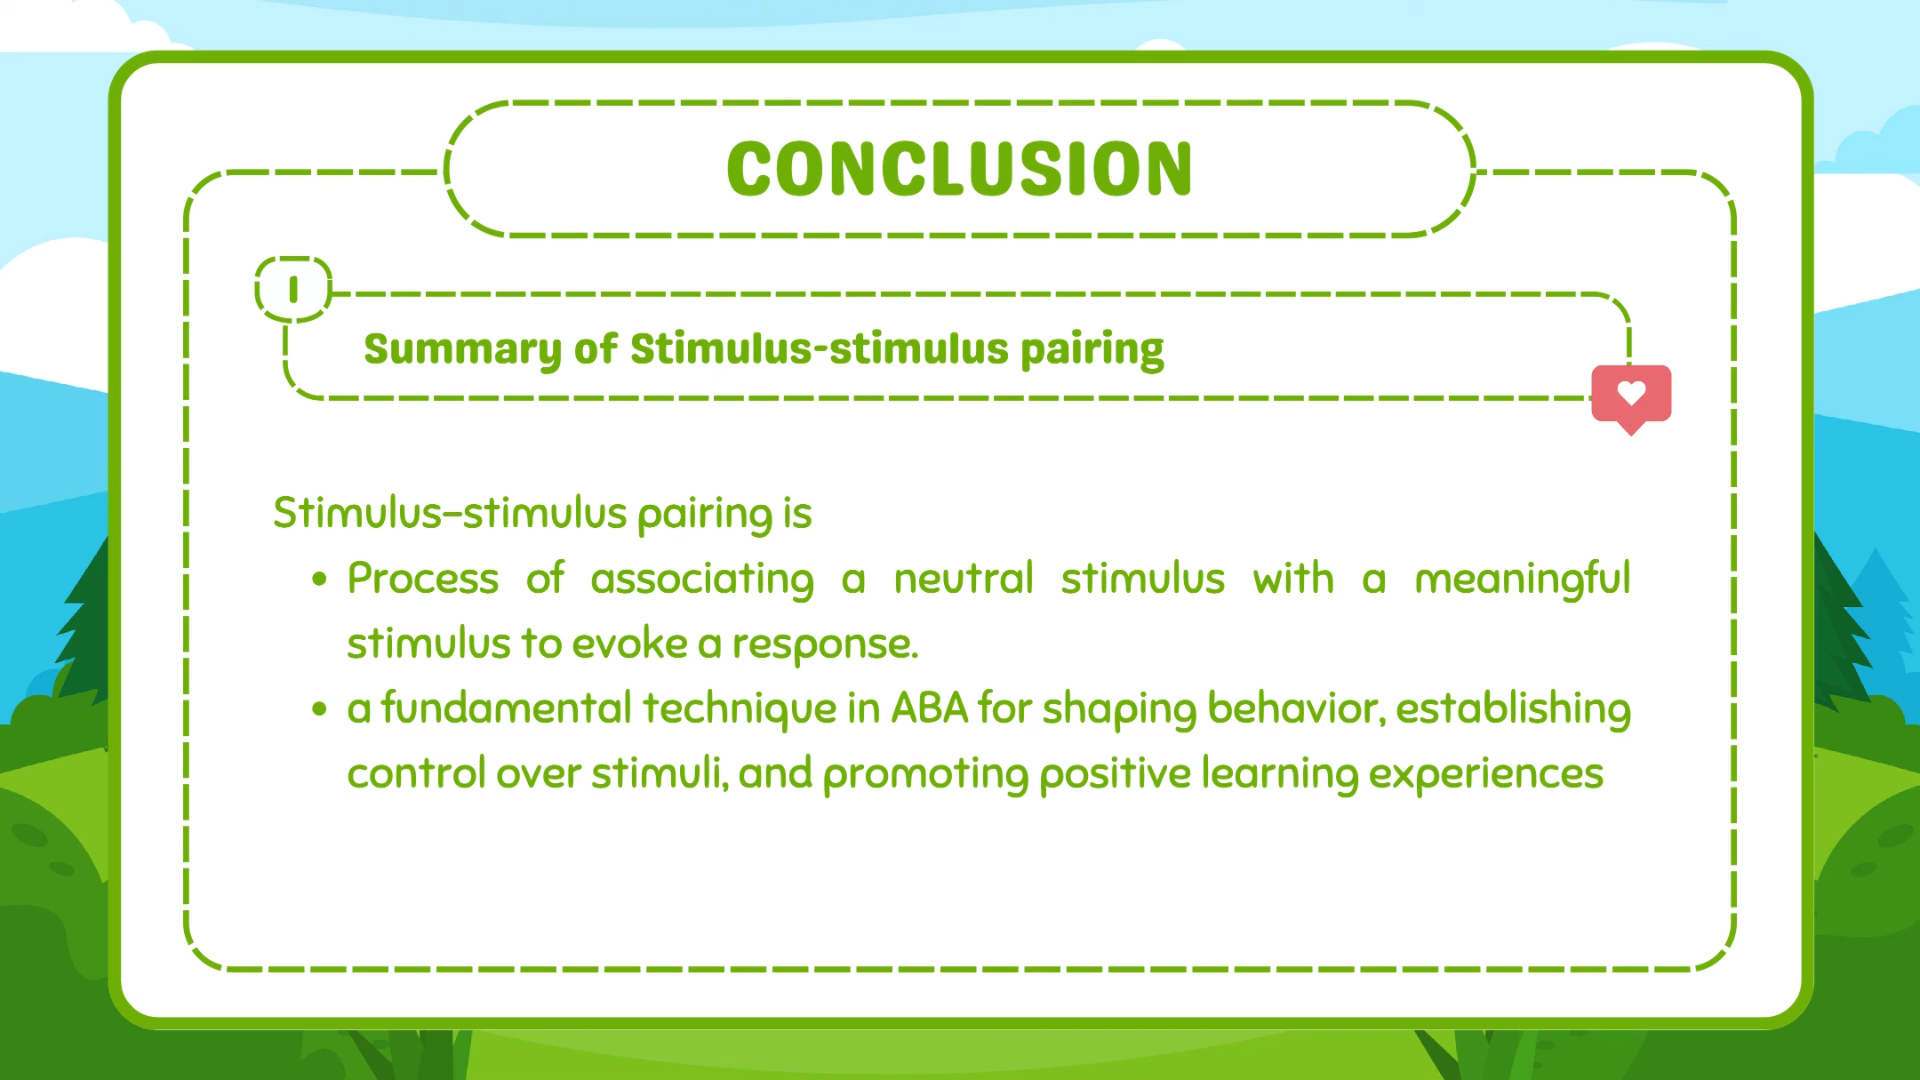 CONCLUSION
1
Summary of Stimulus-stimulus pairing
Stimulus–stimulus pairing is
• Process of associating a neutral stimulus with a meaningful
stimulus to evoke a response.
• a fundamental technique in ABA for shaping behavior, establishing
control over stimuli, and promoting positive learning experiences